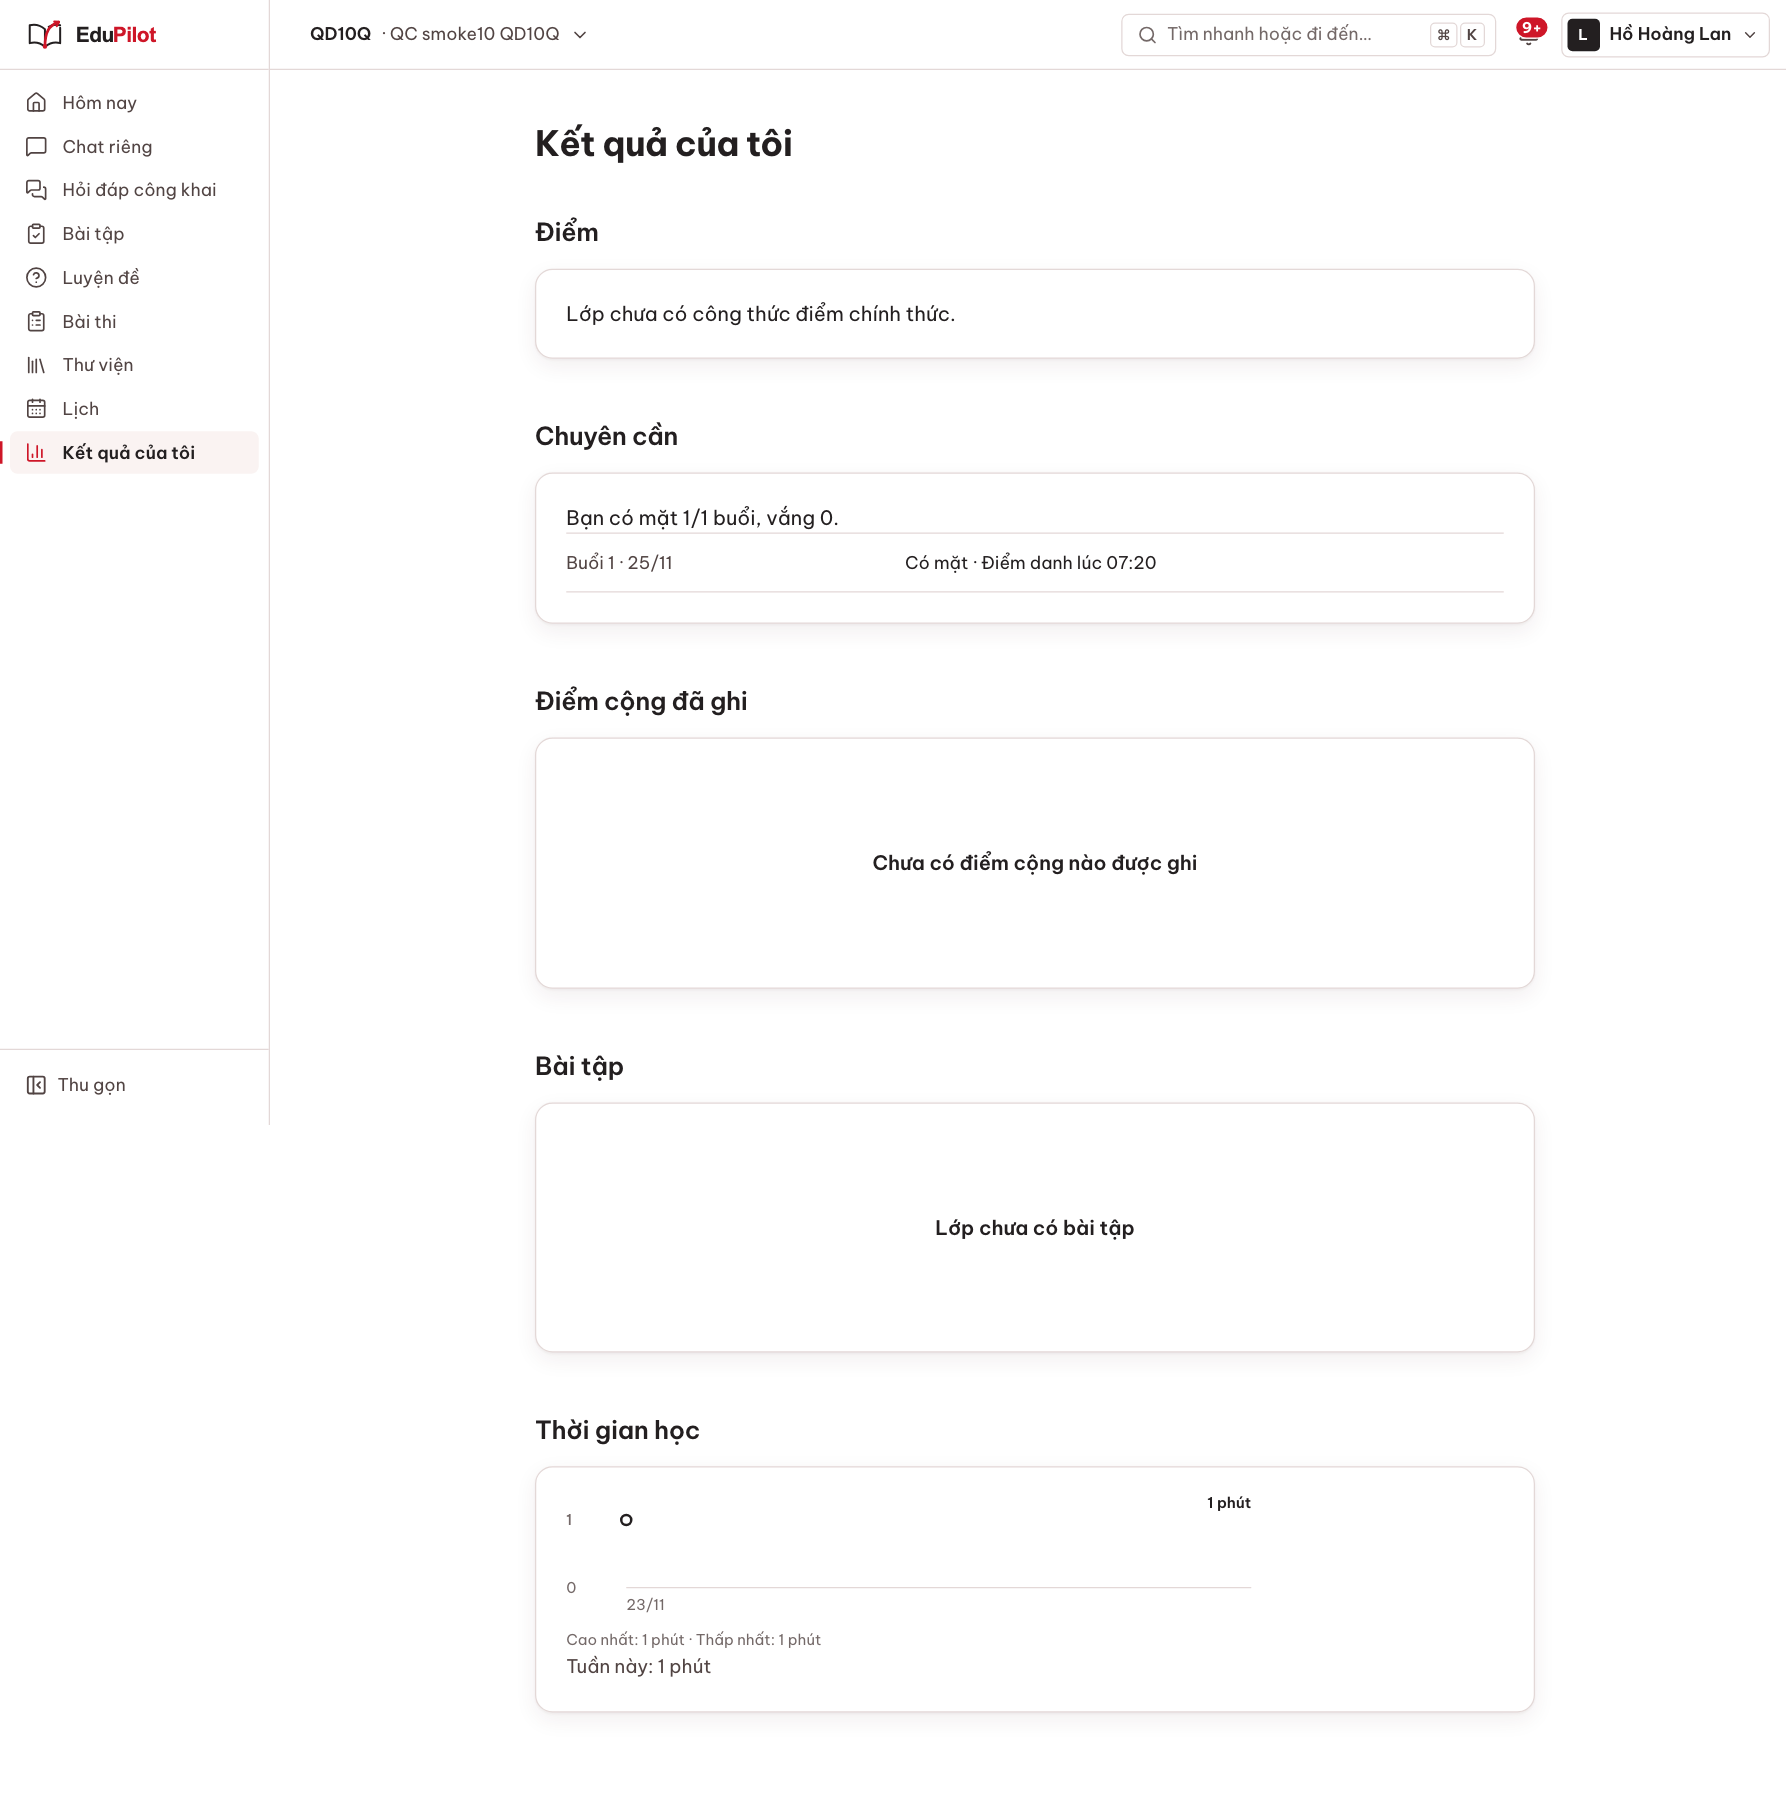 EduPilot
QD10Q · QC smoke10 QD10Q
Tìm nhanh hoặc đi đến...
⌘ K
9+
L
Hồ Hoàng Lan
Hôm nay
Chat riêng
Hỏi đáp công khai
Bài tập
Luyện đề
Bài thi
Thư viện
Lịch
Kết quả của tôi
Thu gọn
Kết quả của tôi
Điểm
Lớp chưa có công thức điểm chính thức.
Chuyên cần
Bạn có mặt 1/1 buổi, vắng 0.
Buổi 1 · 25/11
Có mặt · Điểm danh lúc 07:20
Điểm cộng đã ghi
Chưa có điểm cộng nào được ghi
Bài tập
Lớp chưa có bài tập
Thời gian học
1 phút
1
0
23/11
Cao nhất: 1 phút · Thấp nhất: 1 phút
Tuần này: 1 phút